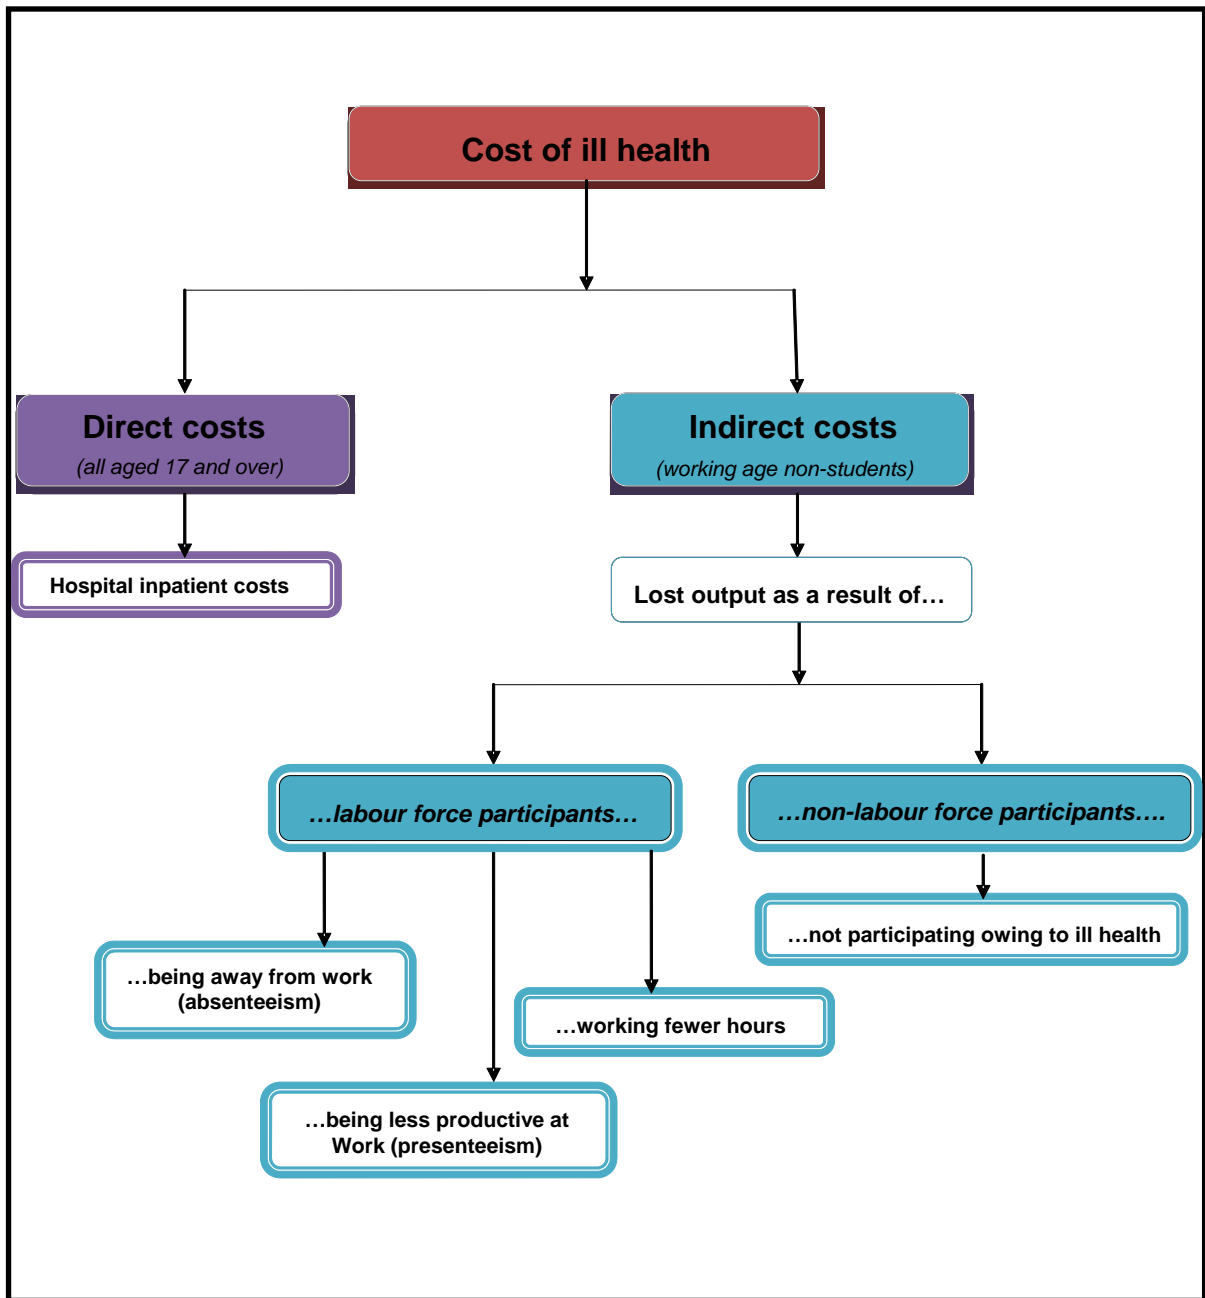 Cost of ill health
Direct costs
(all aged 17 and over)
Indirect costs
(working age non-students)
Hospital inpatient costs
Lost output as a result of…
…labour force participants…
…non-labour force participants….
…not participating owing to ill health
…being away from work
(absenteeism)
…working fewer hours
…being less productive at
Work (presenteeism)